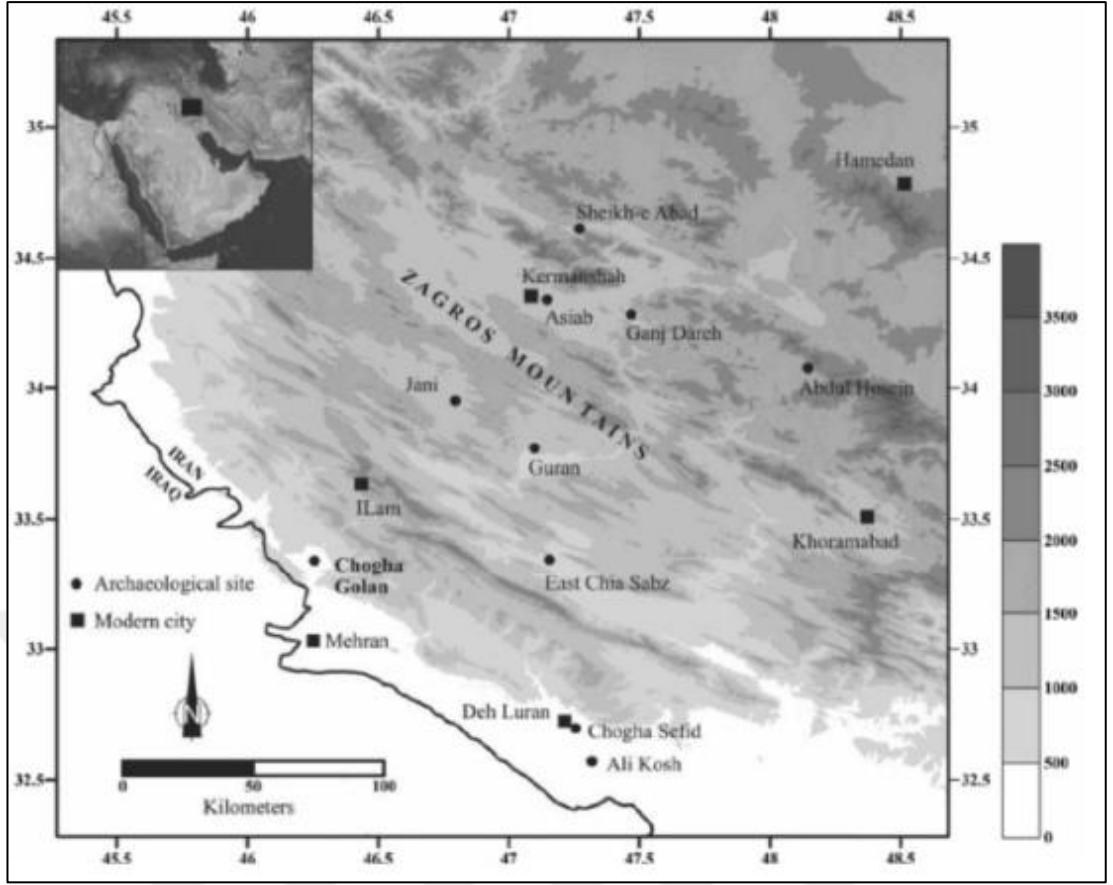 45.5 46 46.5 47 47.5 48 48.5
35 35
Hamedan
Sheikh-e Abad
34.5 34.5
Kermanshah
Asiab
Ganj Dareh
ZAGROS MOUNTAINS
3500
3000
2500
2000
1500
1000
500
0
34 34
Jani
Abdul Hosein
Guran
IRAN
IRAQ
ILam
33.5 33.5
Khoramabad
Chogha
Golan
East Chia Sabz
Archaeological site
Modern city
33 33
Mehran
N
Deh Luran
Chogha Sefid
Ali Kosh
32.5 32.5
0 50 100
Kilometers
45.5 46 46.5 47 47.5 48 48.5